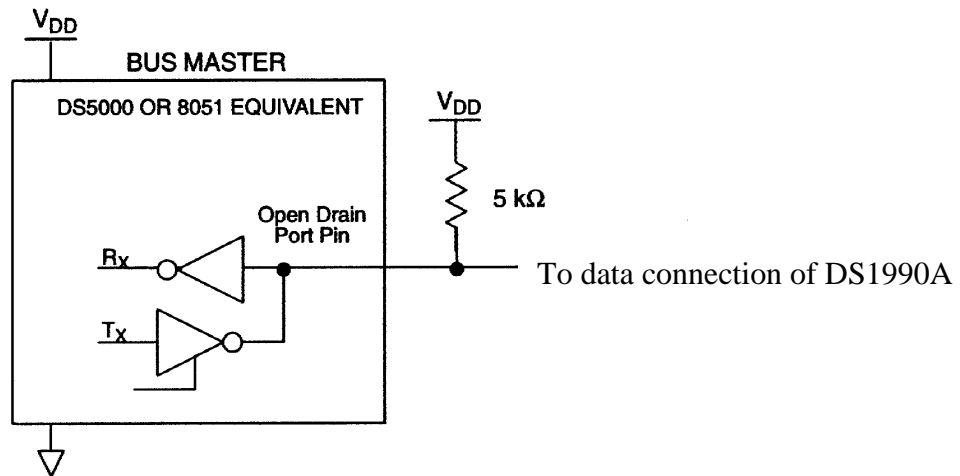 VDD
BUS MASTER
DS5000 OR 8051 EQUIVALENT
VDD
5 kΩ
Open Drain
Port Pin
RX
To data connection of DS1990A
TX